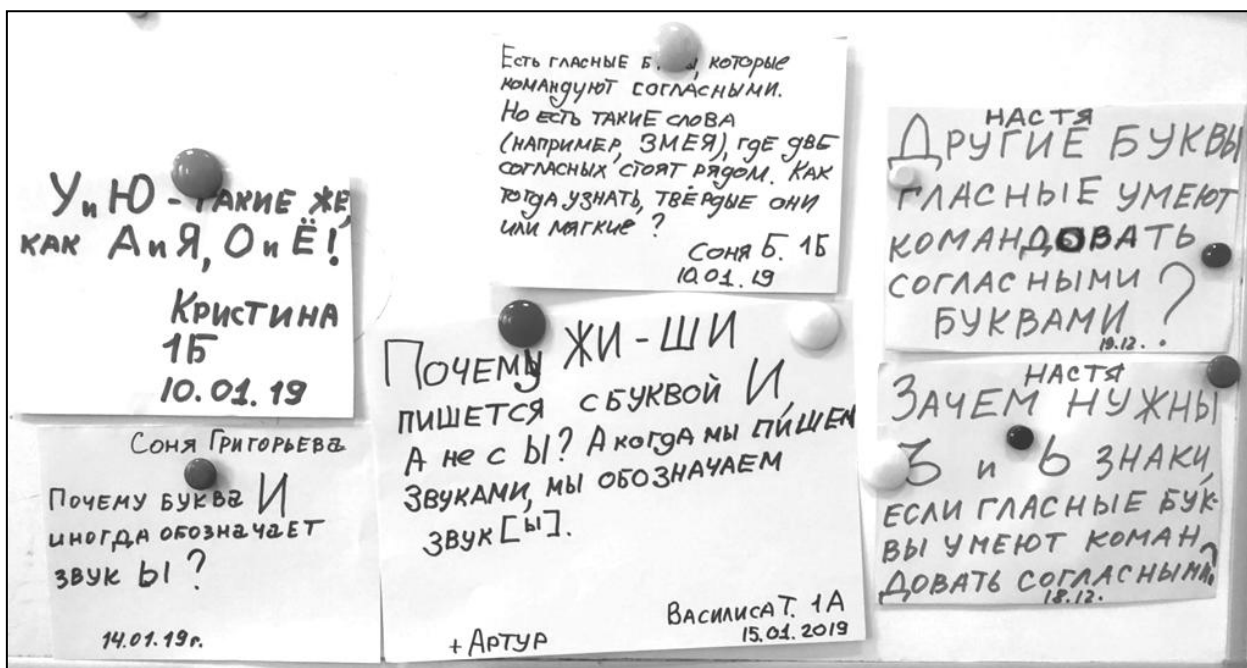 У и Ю - ТАКИЕ ЖЕ,
КАК А и Я, О и Ё!
КРИСТИНА
1Б
10.01.19
Соня Григорьева
Почему буква И
иногда обозначает
звук Ы?
14.01.19г.
Есть гласные которые
командуют согласными.
Но есть такие слова
(например, ЗМЕЯ), где две
согласных стоят рядом. Как
тогда узнать, твёрдые они
или мягкие?
Соня Б. 1Б
10.01.19
Почему ЖИ-ШИ
пишется с буквой И,
А не с Ы? А когда мы пи́шем
звуками, мы обозначаем
звук [ы].
Василиса Т. 1А
+ Артур
15.01.2019
НАСТЯ
ДРУГИЕ БУКВЫ
ГЛАСНЫЕ УМЕЮТ
КОМАНДОВАТЬ
СОГЛАСНЫМИ
БУКВАМИ?
19.12.
НАСТЯ
ЗАЧЕМ НУЖНЫ
Ъ и Ь ЗНАКИ,
ЕСЛИ ГЛАСНЫЕ БУК-
ВЫ УМЕЮТ КОМАН
ДОВАТЬ СОГЛАСНЫМИ?
18.12.